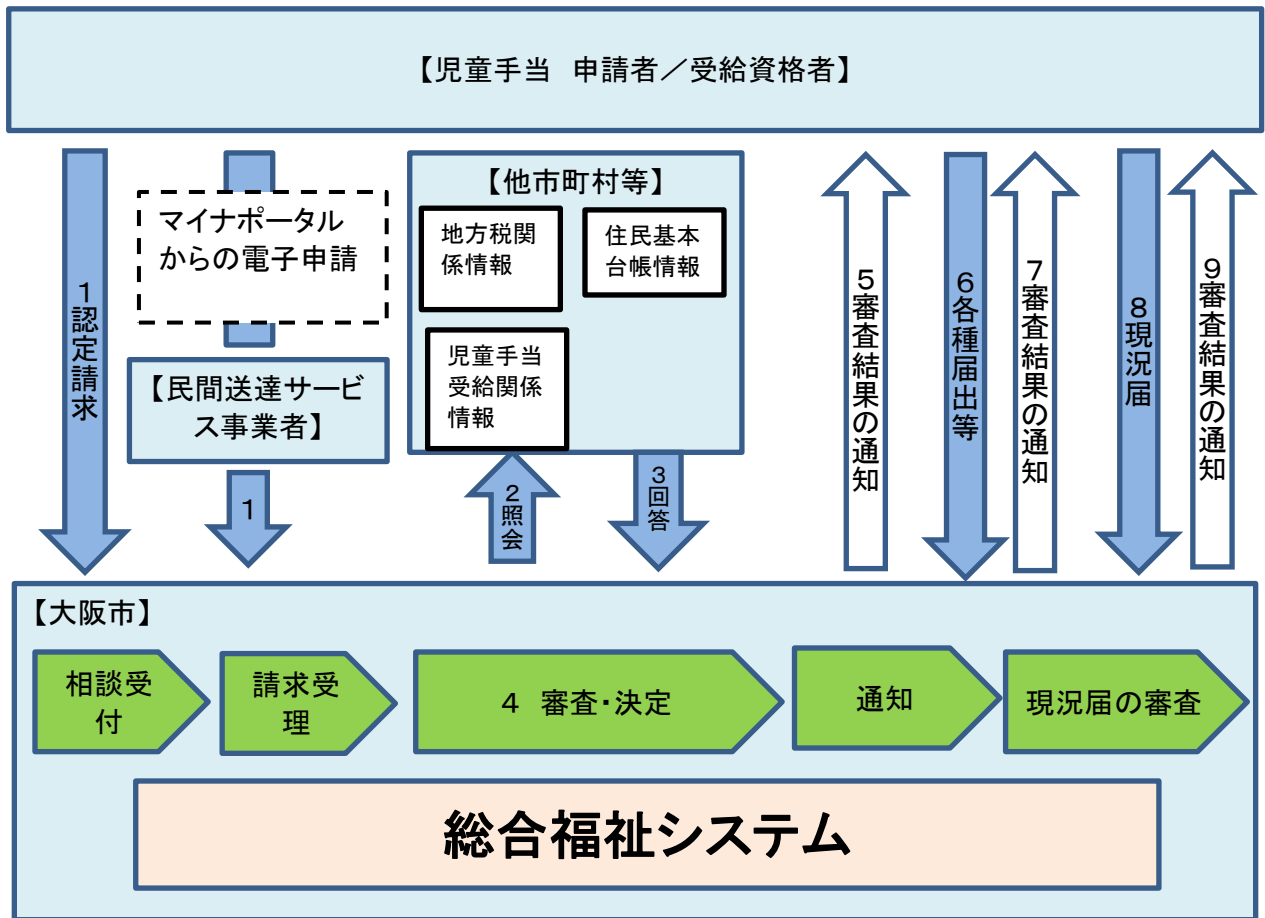 【児童手当　申請者／受給資格者】
1認定請求
マイナポータル
からの電子申請
【民間送達サービ
ス事業者】
1
【他市町村等】
地方税関
係情報
住民基本
台帳情報
児童手当
受給関係
情報
2照会
3回答
5審査結果の通知
6各種届出等
7審査結果の通知
8現況届
9審査結果の通知
【大阪市】
相談受
付
請求受
理
４　審査・決定
通知
現況届の審査
総合福祉システム